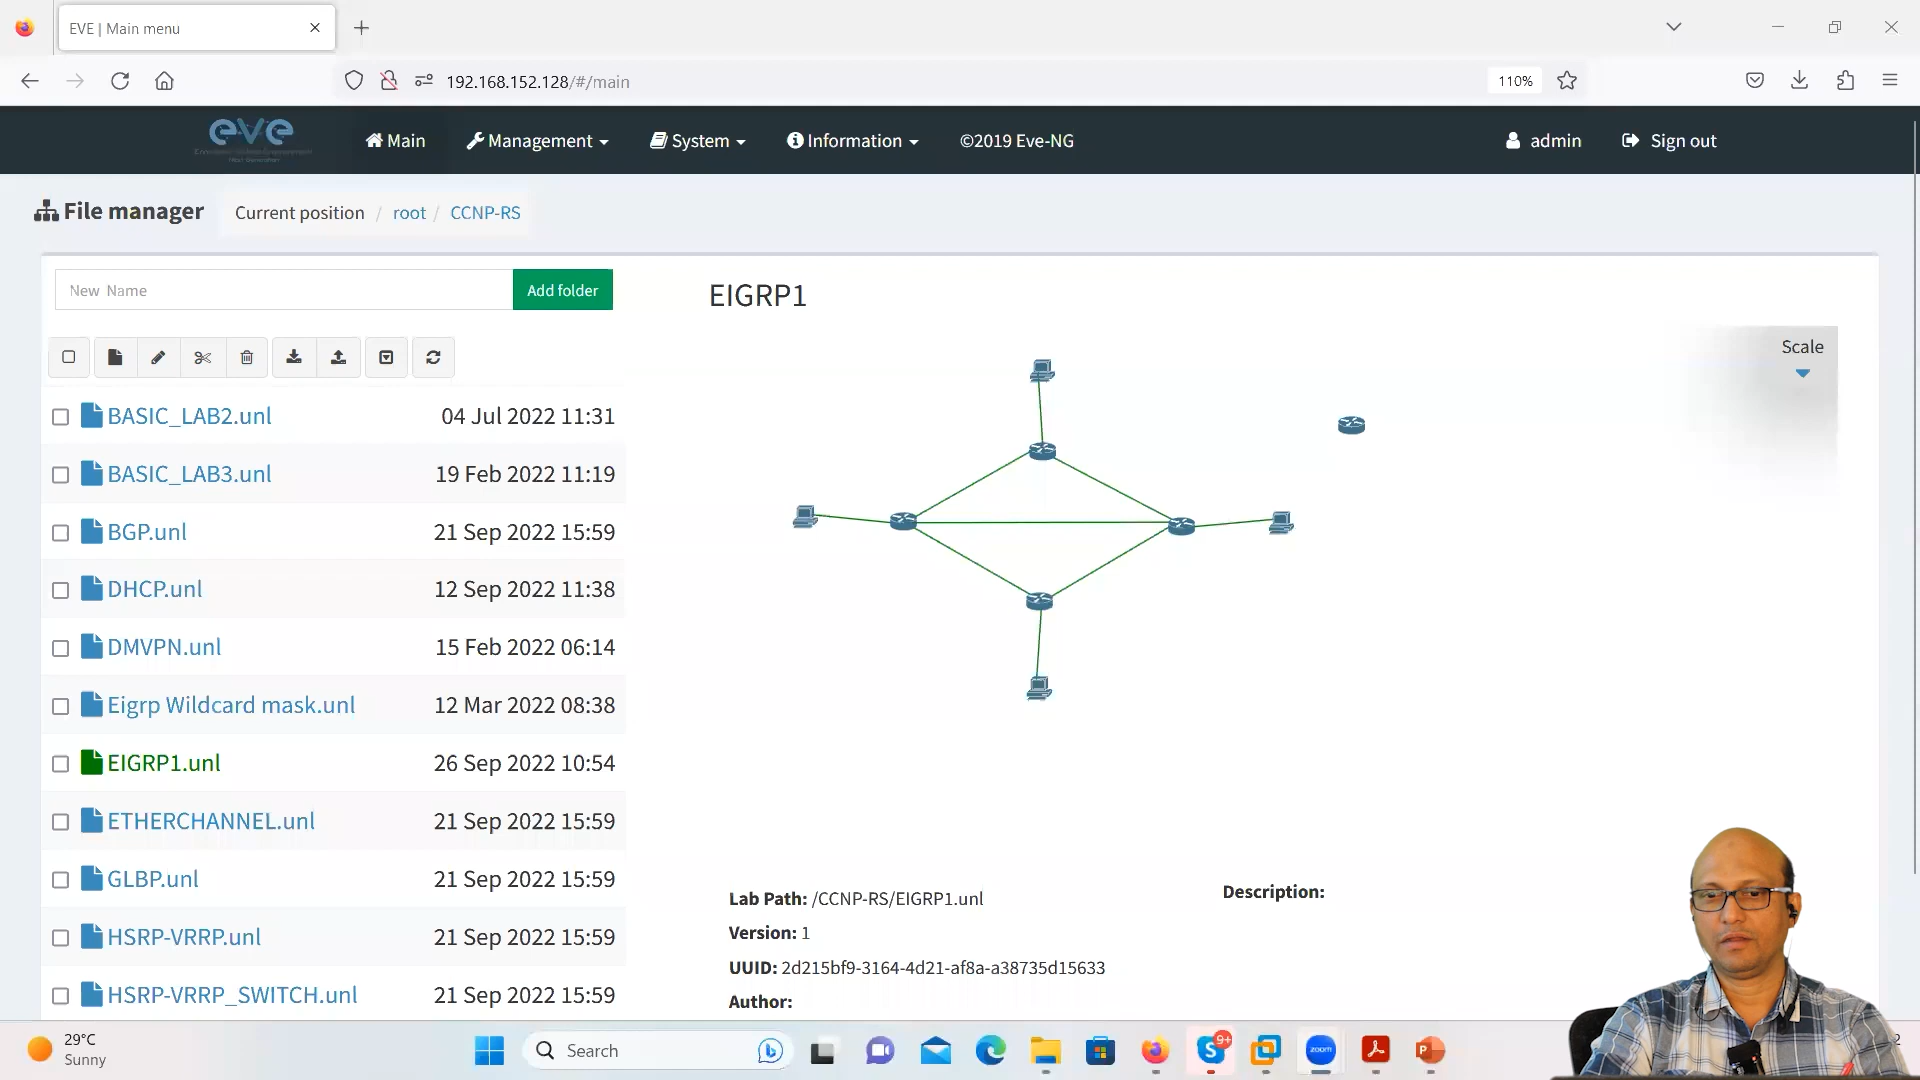 EVE | Main menu
192.168.152.128/#/main
110%
eve
Main
Management
System
Information
©2019 Eve-NG
admin
Sign out
File manager
Current position / root / CCNP-RS
New Name
Add folder
EIGRP1
Scale
BASIC_LAB2.unl 04 Jul 2022 11:31
BASIC_LAB3.unl 19 Feb 2022 11:19
BGP.unl 21 Sep 2022 15:59
DHCP.unl 12 Sep 2022 11:38
DMVPN.unl 15 Feb 2022 06:14
Eigrp Wildcard mask.unl 12 Mar 2022 08:38
EIGRP1.unl 26 Sep 2022 10:54
ETHERCHANNEL.unl 21 Sep 2022 15:59
GLBP.unl 21 Sep 2022 15:59
HSRP-VRRP.unl 21 Sep 2022 15:59
HSRP-VRRP_SWITCH.unl 21 Sep 2022 15:59
Lab Path: /CCNP-RS/EIGRP1.unl
Description:
Version: 1
UUID: 2d215bf9-3164-4d21-af8a-a38735d15633
Author:
29°C
Sunny
Search
9+
zoom
2